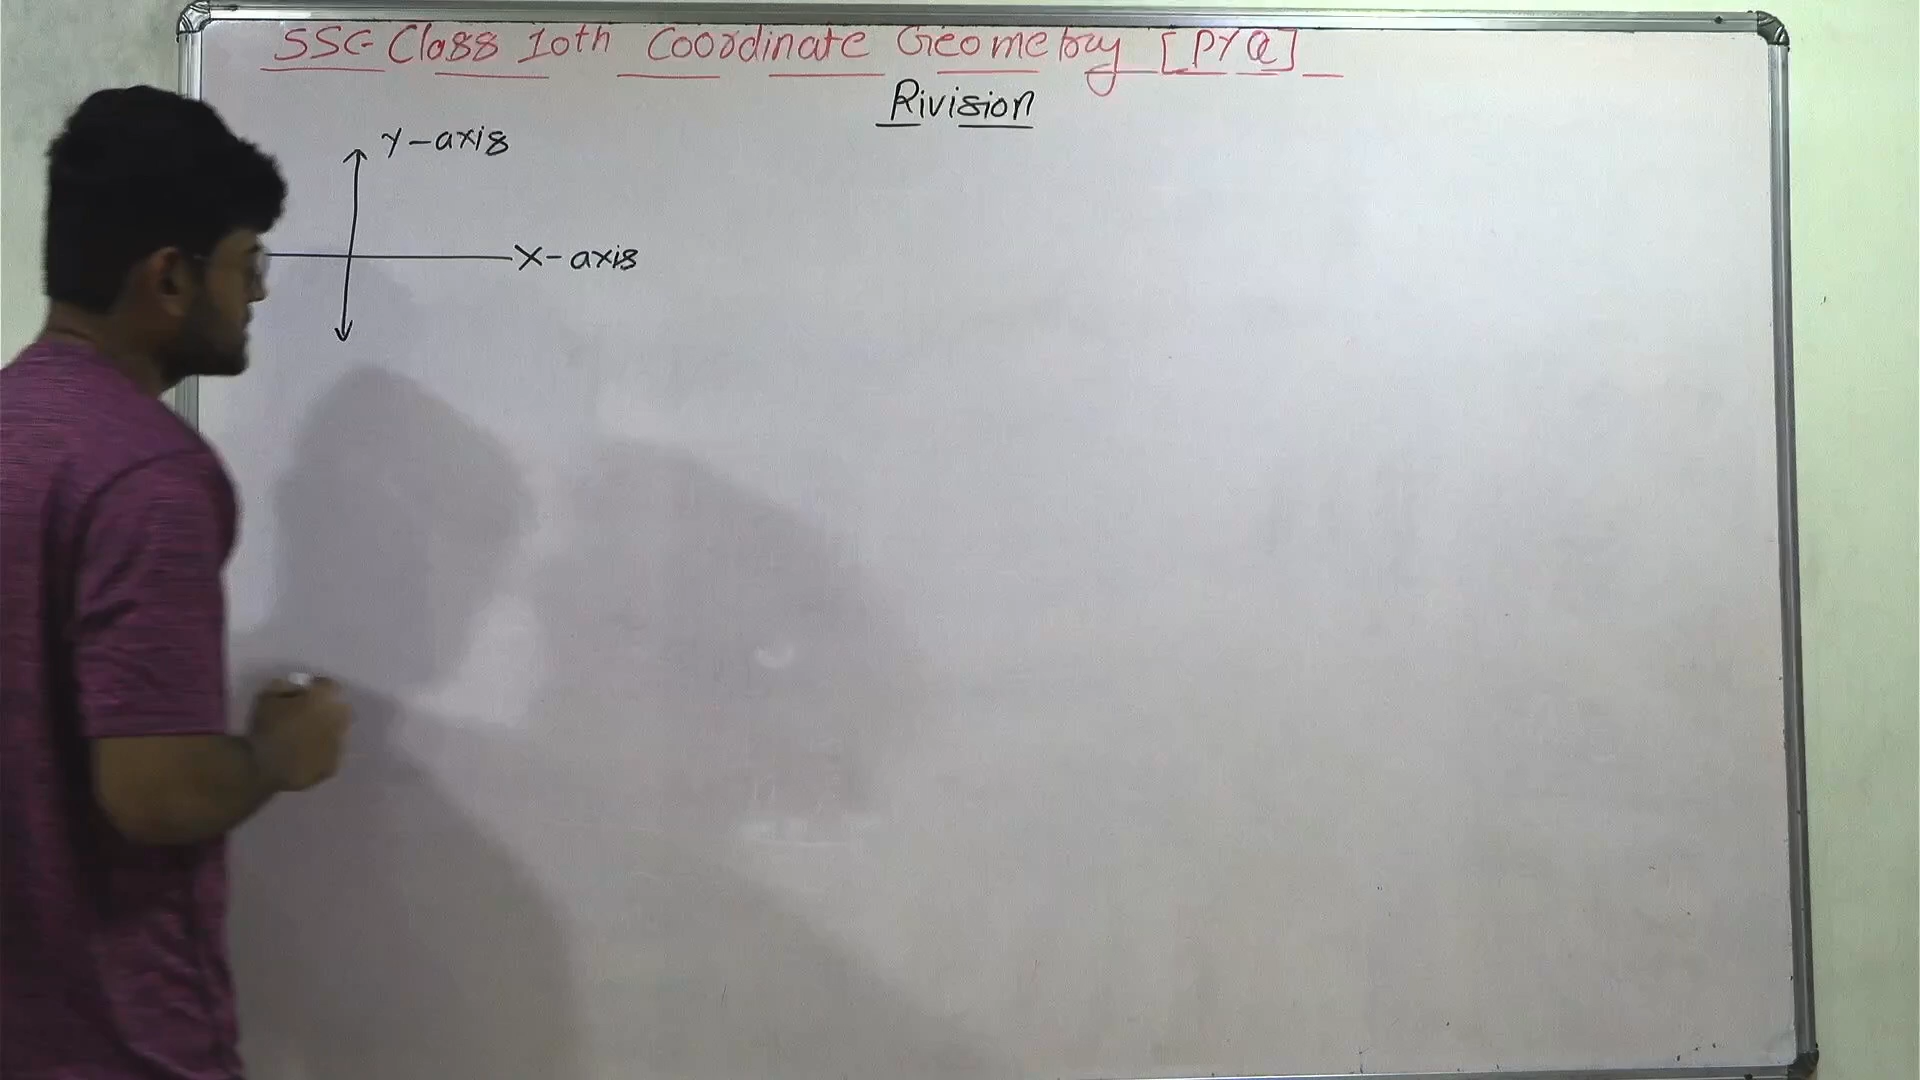 SSC Class 10th Coordinate Geometry [PYQ]
Rivision
Y-axis
X-axis